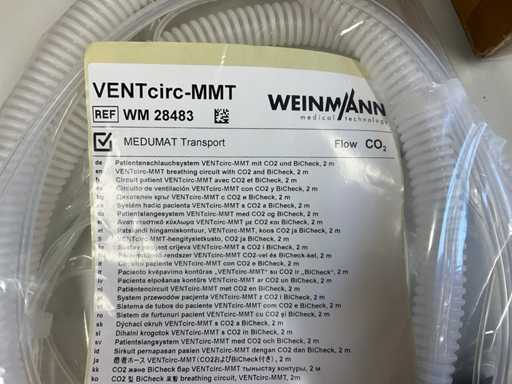 VENTcirc-MMT
REF WM 28483
WEINMANN
medical technology
MEDUMAT Transport Flow CO2
de Patientenschlauchsystem VENTcirc-MMT mit CO2 und BiCheck, 2 m
en VENTcirc-MMT breathing circuit with CO2 and BiCheck, 2 m
fr Circuit patient VENTcirc-MMT avec CO2 et BiCheck, 2 m
es Circuito de ventilación VENTcirc-MMT con CO2 y BiCheck, 2 m
bg VENTcirc-MMT с CO2 и BiCheck, 2 m
cs Systém hadic pacienta VENTcirc-MMT s CO2 a BiCheck, 2 m
da Patientslangesystem VENTcirc-MMT med CO2 og BiCheck, 2 m
el Αναπνευστικό κύκλωμα VENTcirc-MMT με CO2 και BiCheck, 2 m
et Patsiendi hingamiskontuur, VENTcirc-MMT, koos CO2 ja BiCheck, 2 m
fi VENTcirc-MMT-hengitysletkusto, CO2 ja BiCheck, 2 m
hr pacijenta VENTcirc-MMT s CO2 i BiCheck, 2 m
VENTcirc-MMT CO2-vel és BiCheck-kel, 2 m
it Circuito paziente VENTcirc-MMT con CO2 e BiCheck, 2 m
lt Paciento kvėpavimo kontūras „VENTcirc-MMT“ su CO2 ir „BiCheck“, 2 m
lv Pacienta elpošanas kontūrs VENTcirc-MMT ar CO2 un BiCheck, 2 m
nl Patiëntencircuit VENTcirc-MMT met CO2 en BiCheck, 2 m
pl System przewodów pacjenta VENTcirc-MMT z CO2 i BiCheck, 2 m
pt Sistema de tubos do paciente VENTcirc-MMT com CO2 e BiCheck, 2 m
ro Sistem de furtunuri pacient VENTcirc-MMT cu CO2 şi BiCheck, 2 m
sk Dýchací okruh VENTcirc-MMT s CO2 a BiCheck, 2 m
sl Dihalni krogotok VENTcirc-MMT s CO2 in BiCheck, 2 m
sv Patientslangsystem VENTcirc-MMT med CO2 och BiCheck, 2 m
id Sirkuit pernapasan pasien VENTcirc-MMT dengan CO2 dan BiCheck, 2 m
ja 患者ホース VENTcirc-MMT (CO2およびBiCheck付き), 2 m
kk CO2 және BiCheck бар VENTcirc-MMT тыныстау контуры, 2 м
ko CO2 및 BiCheck 포함 breathing circuit, VENTcirc-MMT, 2m